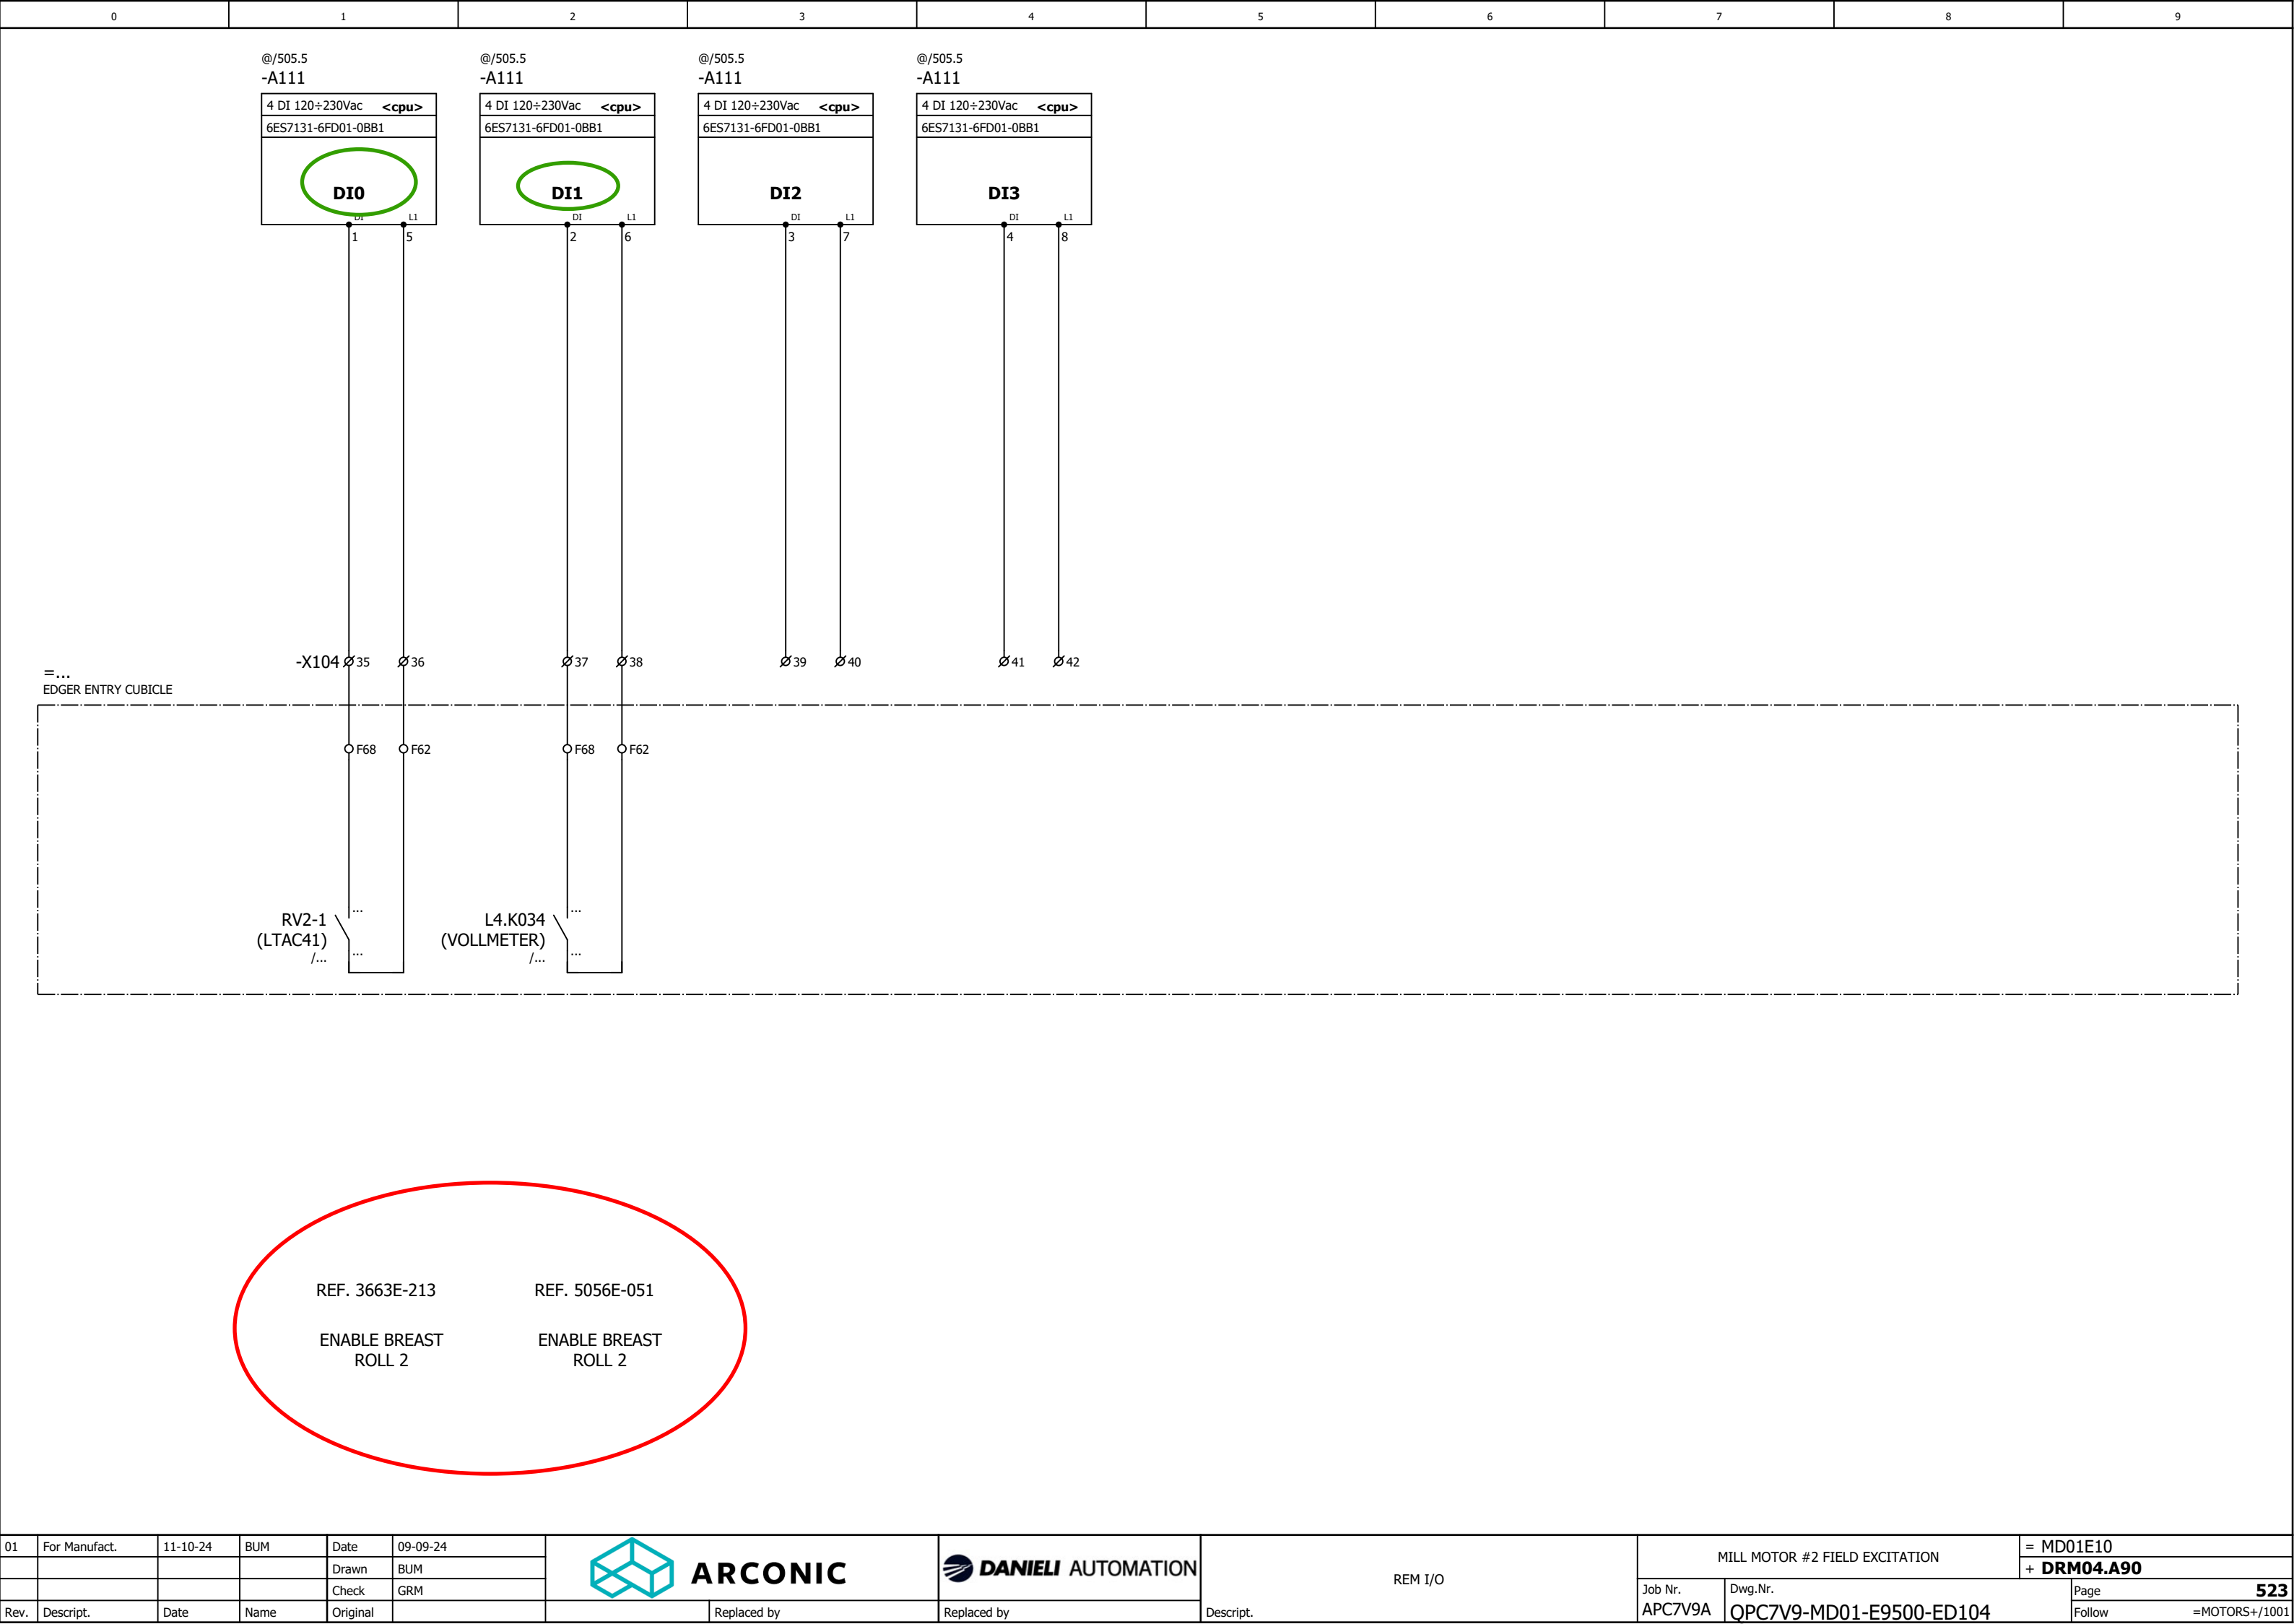 0 1 2 3 4 5 6 7 8 9
@/505.5 @/505.5 @/505.5 @/505.5
-A111 -A111 -A111 -A111
4 DI 120÷230Vac <cpu> 4 DI 120÷230Vac <cpu> 4 DI 120÷230Vac <cpu> 4 DI 120÷230Vac <cpu>
6ES7131-6FD01-0BB1 6ES7131-6FD01-0BB1 6ES7131-6FD01-0BB1 6ES7131-6FD01-0BB1
DI0 DI1 DI2 DI3
DI L1 DI L1 DI L1 DI L1
1 5 2 6 3 7 4 8
-X104 35 36 37 38 39 40 41 42
=...
EDGER ENTRY CUBICLE
F68 F62 F68 F62
... ...
RV2-1 L4.K034
(LTAC41) (VOLLMETER)
... ...
/... /...
REF. 3663E-213 REF. 5056E-051
ENABLE BREAST ENABLE BREAST
ROLL 2 ROLL 2
01 For Manufact. 11-10-24 BUM Date 09-09-24
Drawn BUM
Check GRM
Rev. Descript. Date Name Original
ARCONIC
Replaced by
DANIELI AUTOMATION
Replaced by
REM I/O
Descript.
MILL MOTOR #2 FIELD EXCITATION
= MD01E10
+ DRM04.A90
Job Nr. Dwg.Nr. Page 523
APC7V9A QPC7V9-MD01-E9500-ED104 Follow =MOTORS+/1001